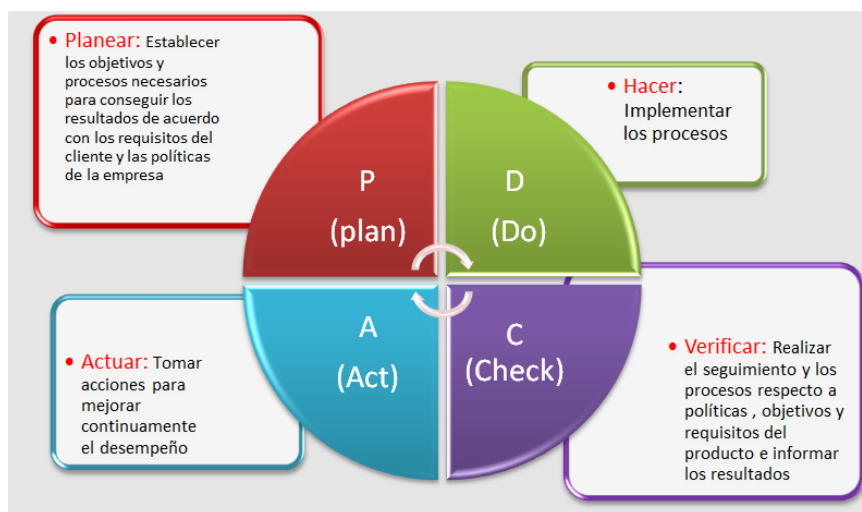 • Planear: Establecer
los objetivos y
procesos necesarios
para conseguir los
resultados de acuerdo
con los requisitos del
cliente y las políticas
de la empresa
• Hacer:
Implementar
los procesos
P
(plan)
D
(Do)
A
(Act)
C
(Check)
• Actuar: Tomar
acciones para
mejorar
continuamente
el desempeño
• Verificar: Realizar
el seguimiento y los
procesos respecto a
políticas , objetivos y
requisitos del
producto e informar
los resultados